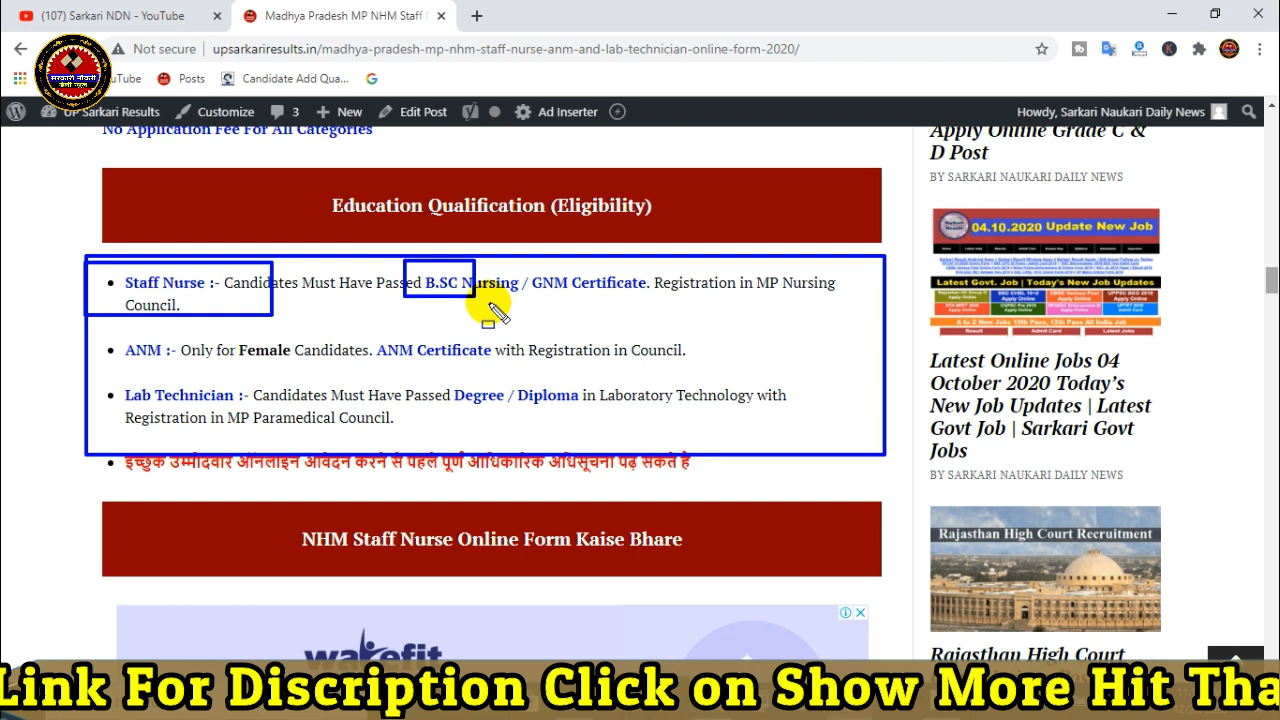 (107) Sarkari NDN - YouTube
Madhya Pradesh MP NHM Staff
Not secure
upsarkariresults.in/madhya-pradesh-mp-nhm-staff-nurse-anm-and-lab-technician-online-form-2020/
Posts
Candidate Add Qua...
UP Sarkari Results
Customize
3
New
Edit Post
Ad Inserter
Howdy, Sarkari Naukari Daily News
No Application Fee For All Categories
Education Qualification (Eligibility)
Staff Nurse :- Candidates Must Have Passed B.SC Nursing / GNM Certificate. Registration in MP Nursing
Council.
ANM :- Only for Female Candidates. ANM Certificate with Registration in Council.
Lab Technician :- Candidates Must Have Passed Degree / Diploma in Laboratory Technology with
Registration in MP Paramedical Council.
इच्छुक उम्मीदवार ऑनलाइन आवेदन करने से पहले पूर्ण आधिकारिक अधिसूचना पढ़ सकते हैं
NHM Staff Nurse Online Form Kaise Bhare
wakefit
Apply Online Grade C &
D Post
BY SARKARI NAUKARI DAILY NEWS
04.10.2020 Update New Job
Latest Govt Job | Today's New Job Updates
Latest Online Jobs 04
October 2020 Today's
New Job Updates | Latest
Govt Job | Sarkari Govt
Jobs
BY SARKARI NAUKARI DAILY NEWS
Rajasthan High Court Recruitment
Rajasthan High Court
Link For Discription Click on Show More Hit Tha